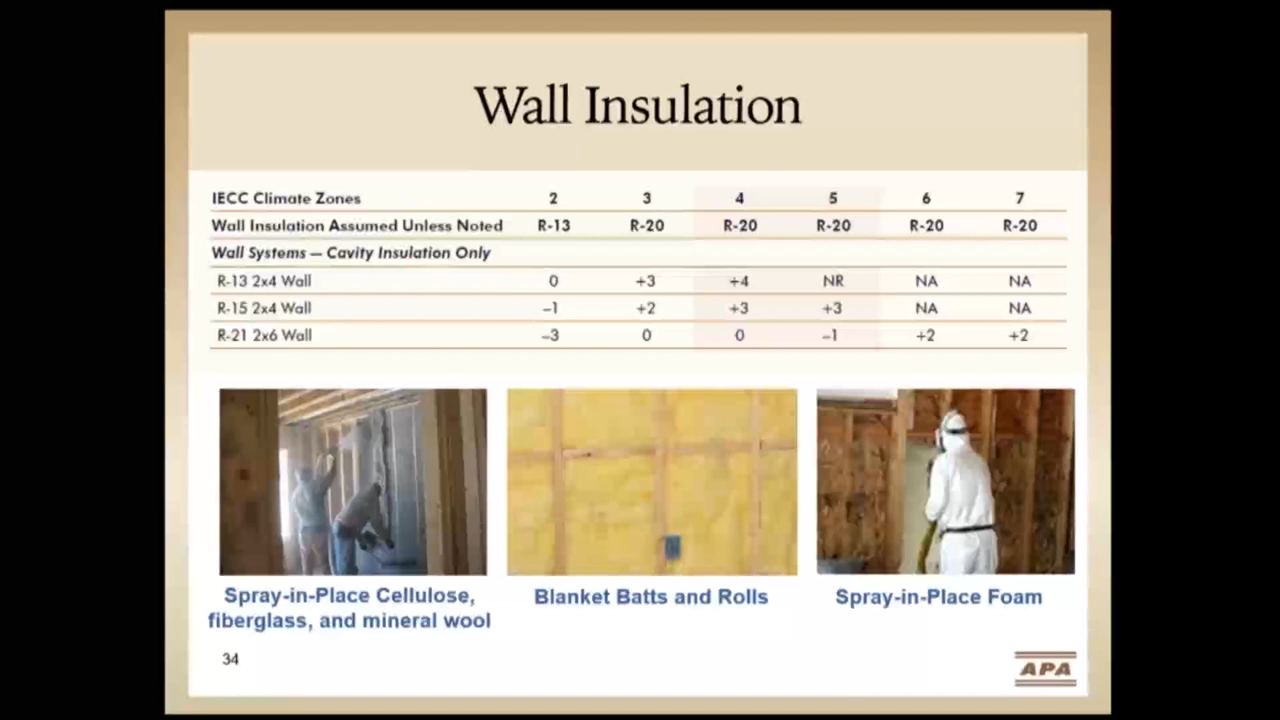 Wall Insulation
IECC Climate Zones 2 3 4 5 6 7
Wall Insulation Assumed Unless Noted R-13 R-20 R-20 R-20 R-20 R-20
Wall Systems — Cavity Insulation Only
R-13 2x4 Wall 0 +3 +4 NR NA NA
R-15 2x4 Wall –1 +2 +3 +3 NA NA
R-21 2x6 Wall –3 0 0 –1 +2 +2
Spray-in-Place Cellulose,
fiberglass, and mineral wool
Blanket Batts and Rolls
Spray-in-Place Foam
34
APA